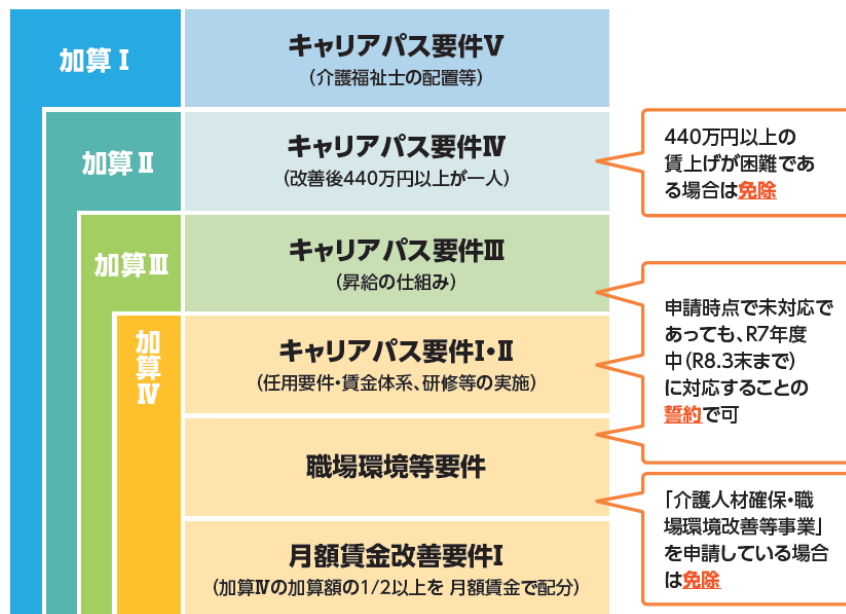 加算Ⅰ
キャリアパス要件Ⅴ
(介護福祉士の配置等)
加算Ⅱ
キャリアパス要件Ⅳ
(改善後440万円以上が一人)
440万円以上の
賃上げが困難であ
る場合は免除
加算Ⅲ
キャリアパス要件Ⅲ
(昇給の仕組み)
加算Ⅳ
キャリアパス要件Ⅰ・Ⅱ
(任用要件・賃金体系、研修等の実施)
申請時点で未対応で
あっても、R7年度
中(R8.3末まで)
に対応することの
誓約で可
職場環境等要件
「介護人材確保・職
場環境改善等事業」
を申請している場合
は免除
月額賃金改善要件Ⅰ
(加算Ⅳの加算額の1/2以上を 月額賃金で配分)